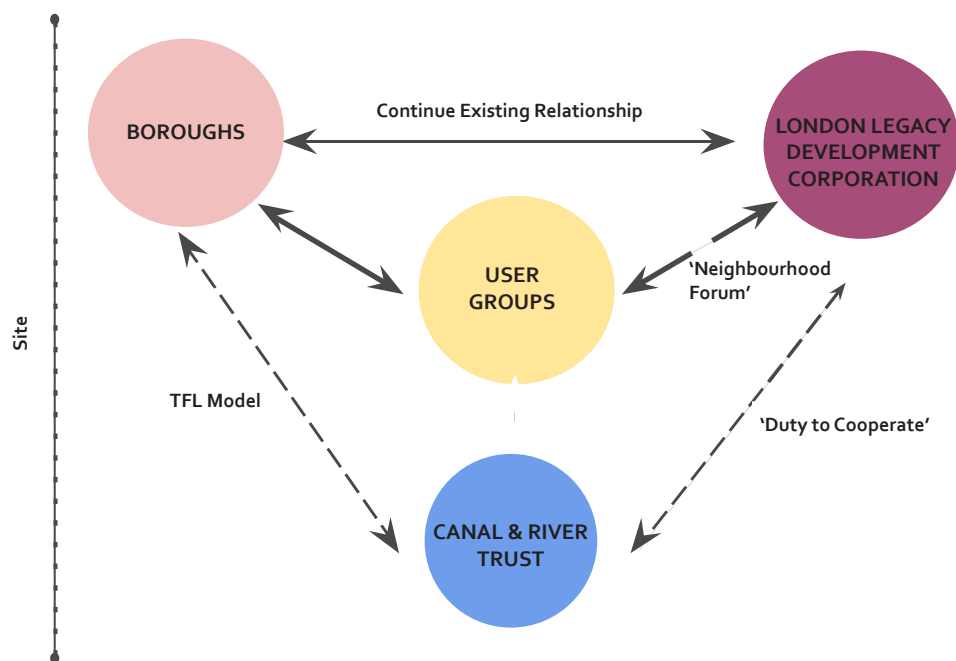 Continue Existing Relationship
BOROUGHS
LONDON LEGACY
DEVELOPMENT
CORPORATION
USER
GROUPS
‘Neighbourhood
Forum’
Site
TFL Model
‘Duty to Cooperate’
CANAL & RIVER
TRUST